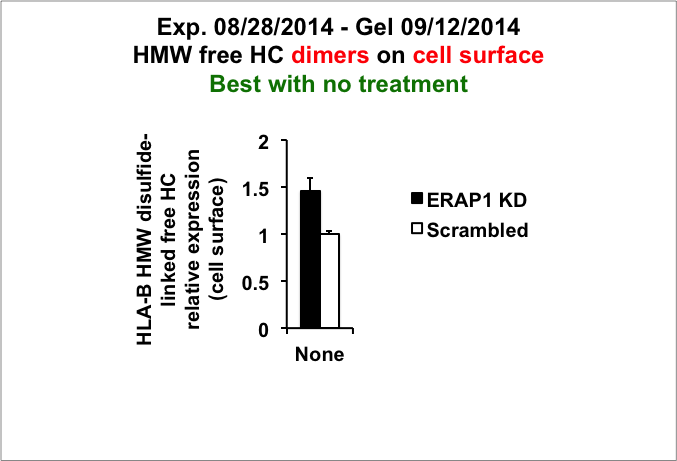 Exp. 08/28/2014 - Gel 09/12/2014
HMW free HC dimers on cell surface
Best with no treatment
HLA-B HMW disulfide-
linked free HC
relative expression
(cell surface)
2
1.5
1
0.5
0
None
ERAP1 KD
Scrambled